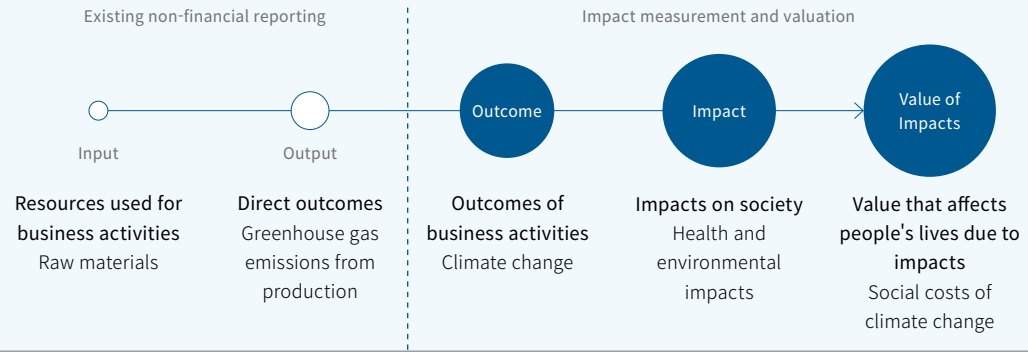 Existing non-financial reporting
Impact measurement and valuation
Input
Output
Outcome
Impact
Value of
Impacts
Resources used for
business activities
Raw materials
Direct outcomes
Greenhouse gas
emissions from
production
Outcomes of
business activities
Climate change
Impacts on society
Health and
environmental
impacts
Value that affects
people's lives due to
impacts
Social costs of
climate change